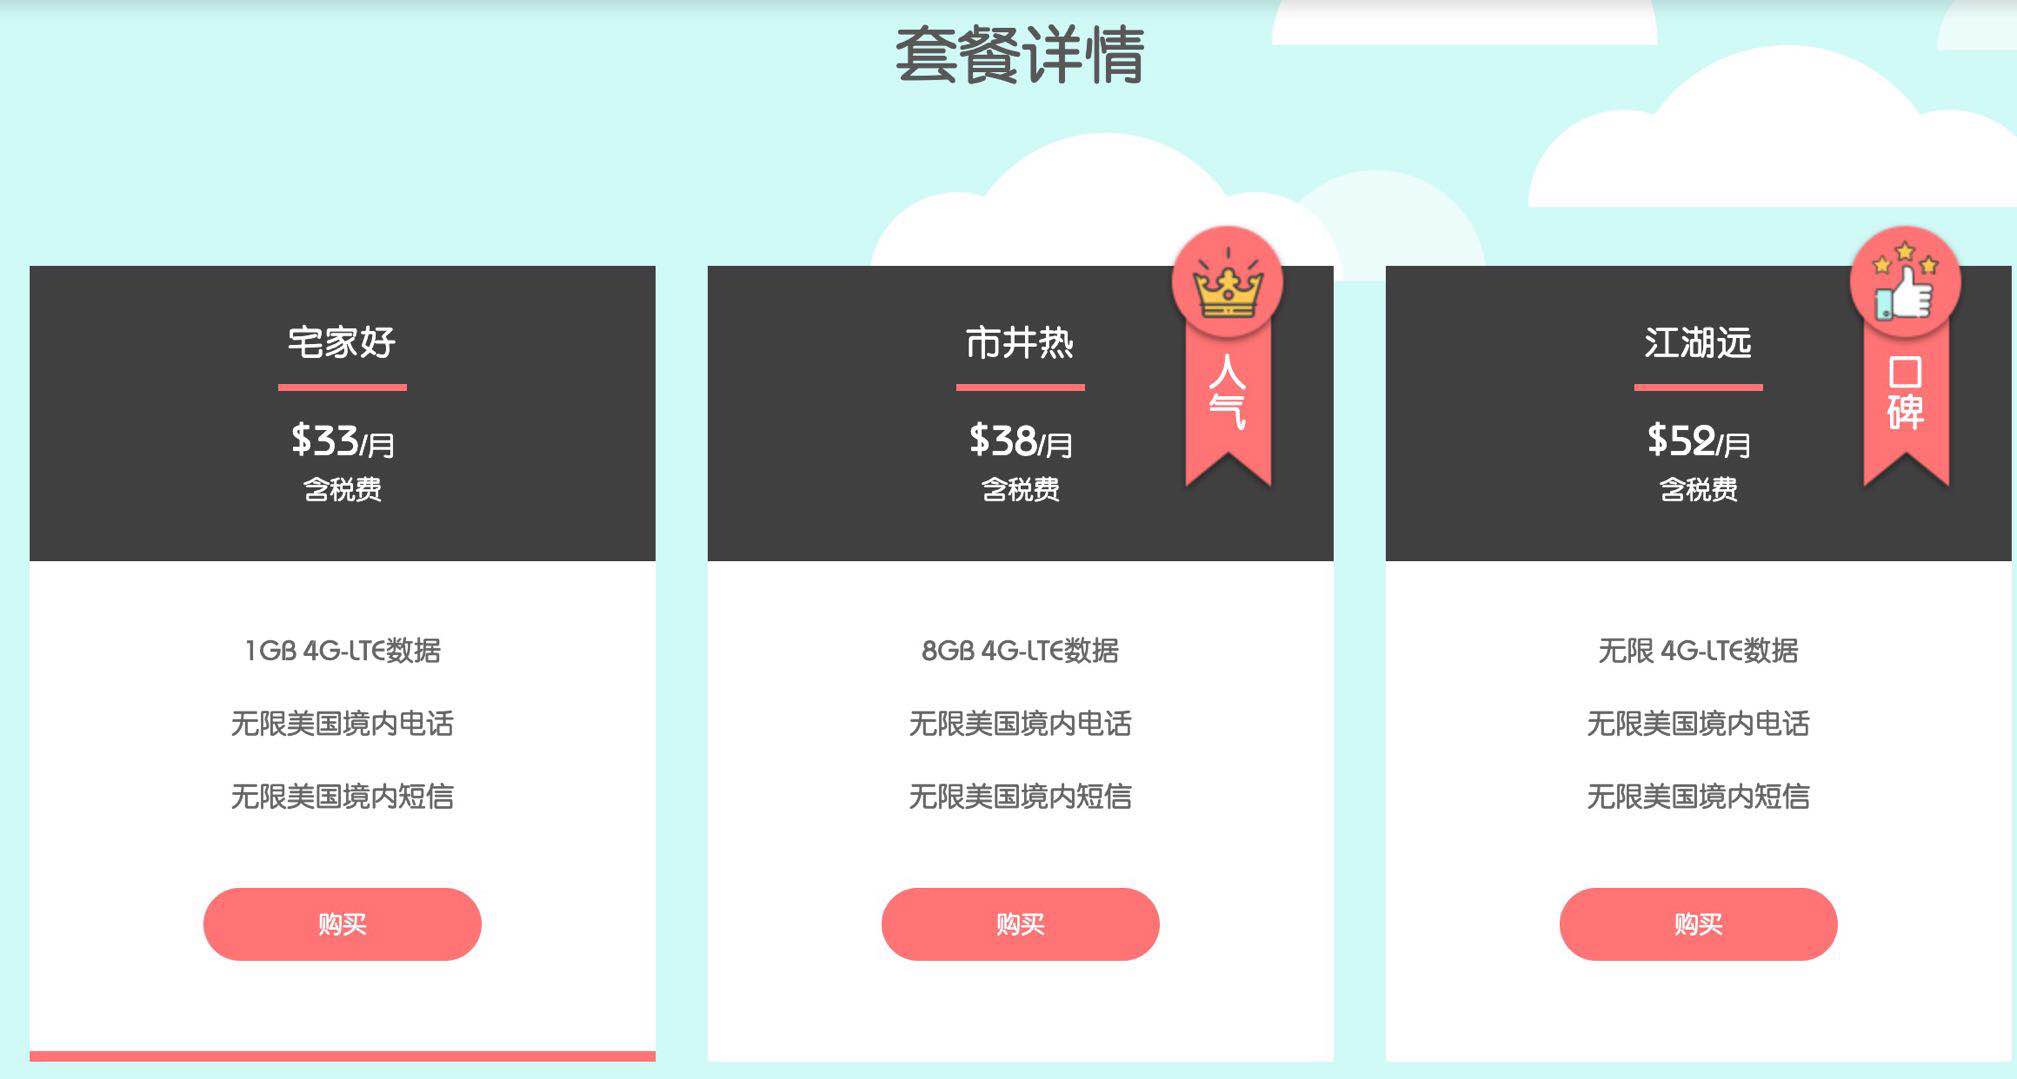 套餐详情
宅家好
$33/月
含税费
1GB 4G-LTE数据
无限美国境内电话
无限美国境内短信
购买
市井热
$38/月
含税费
人气
8GB 4G-LTE数据
无限美国境内电话
无限美国境内短信
购买
江湖远
$52/月
含税费
口碑
无限 4G-LTE数据
无限美国境内电话
无限美国境内短信
购买